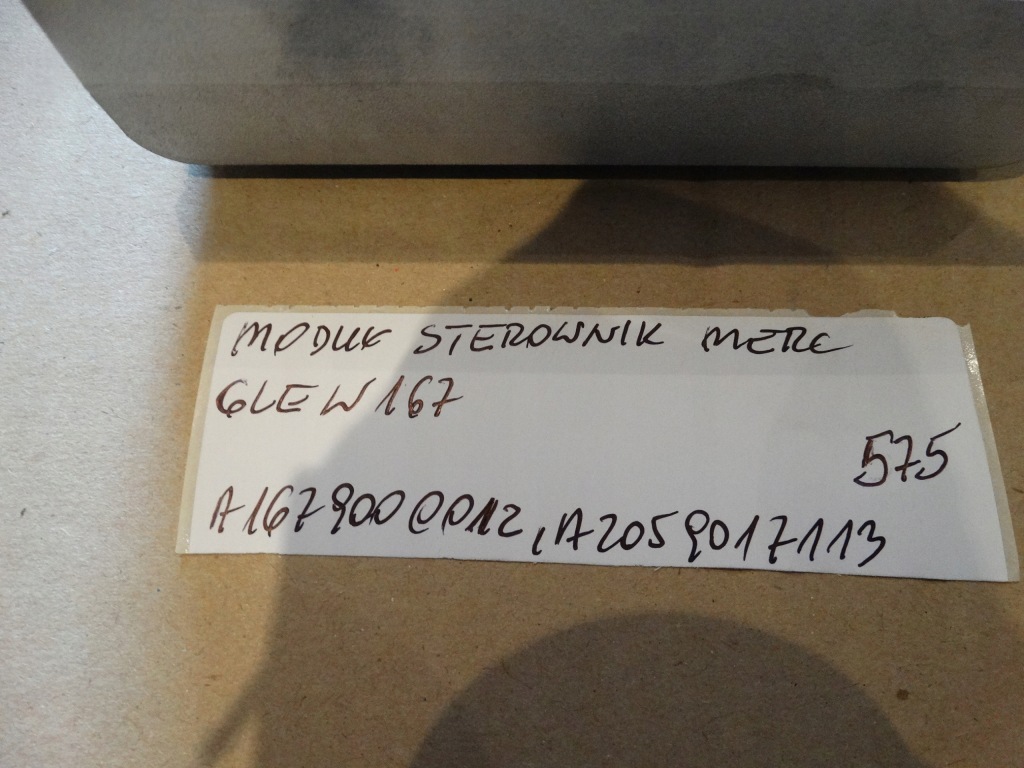 MODUŁ STEROWNIK MERC
GLE W167
575
A1679000012, A2059017113